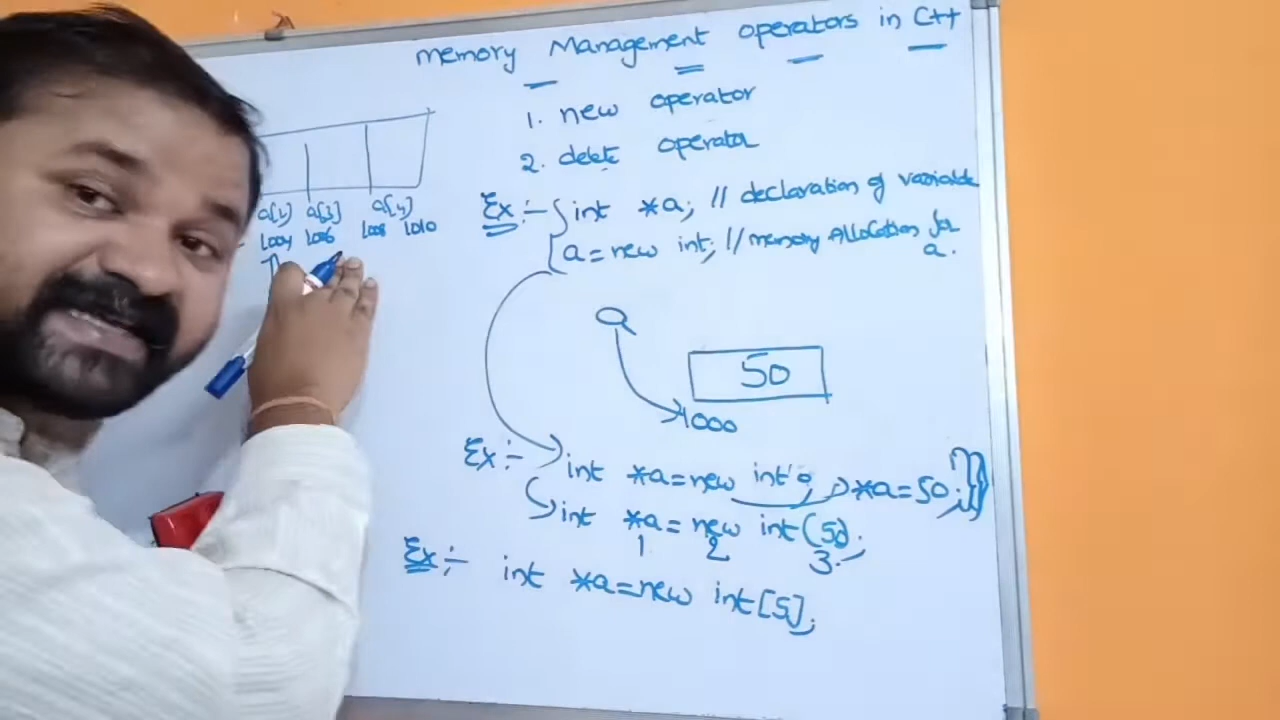 memory Management operators in C++
1. new operator
2. delete operator
a[2] a[3] a[4]
1004 1006 1008 1010
Ex :- int *a; // declaration of variable
a = new int; // memory Allocation for a.
a
50
1000
Ex :- int *a=new int; *a=50;
int *a = new int(50);
1 2 3
Ex :- int *a=new int[5];